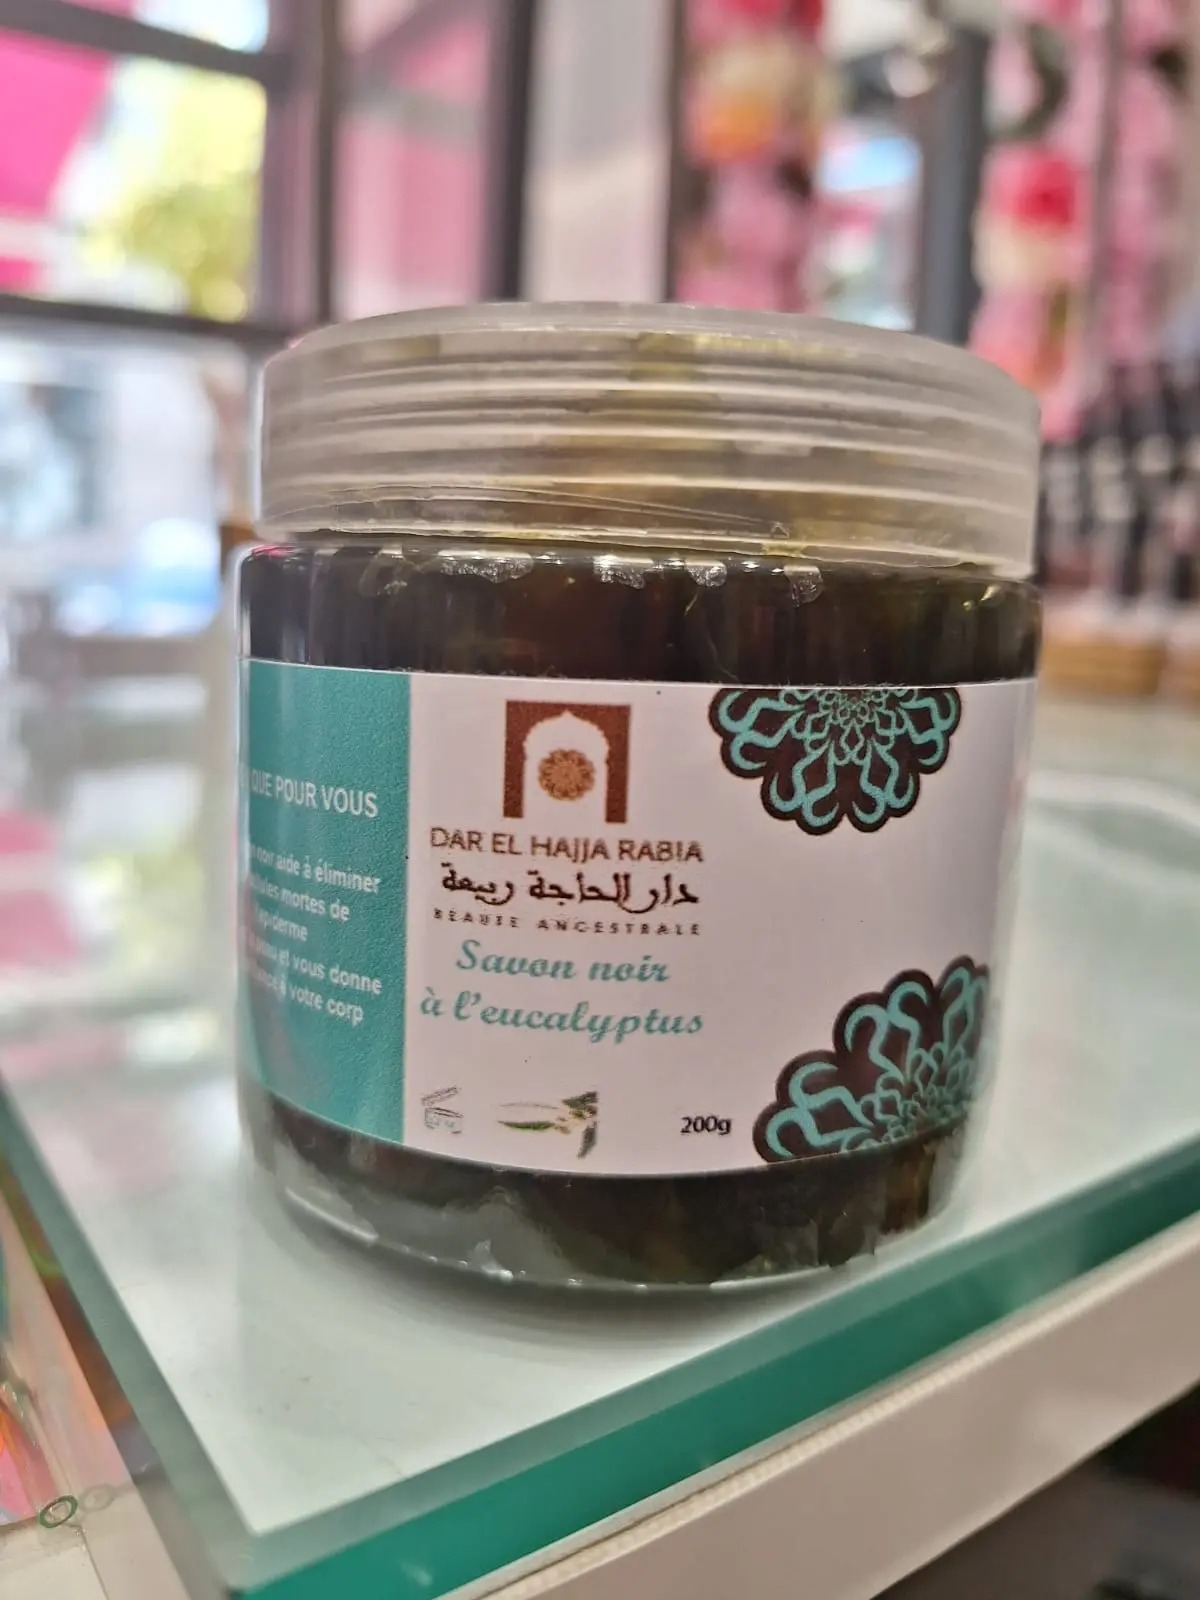 QUE POUR VOUS
noir aide à éliminer
mortes de
l'épiderme
et vous donne
à votre corp
DAR EL HAJJA RABIA
دار الحاجة ربيعة
BEAUTE ANCESTRALE
Savon noir
à l'eucalyptus
200g